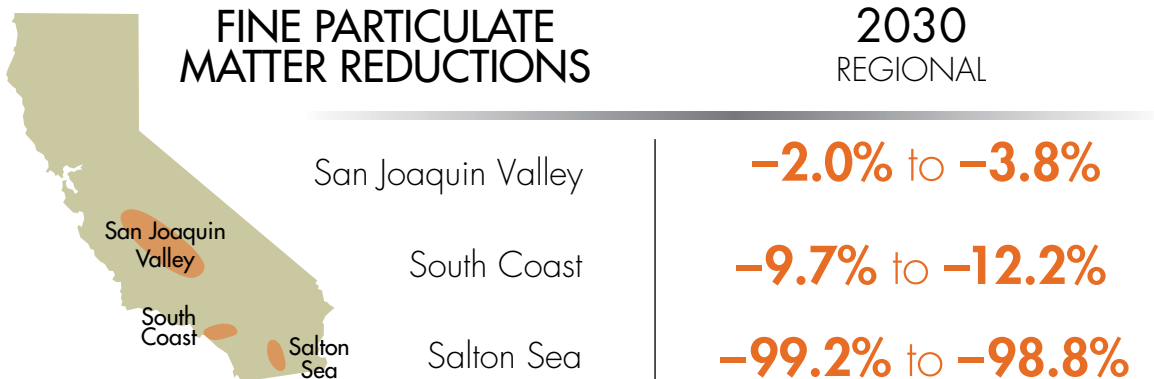 FINE PARTICULATE
MATTER REDUCTIONS
2030
REGIONAL
San Joaquin Valley
–2.0% to –3.8%
South Coast
–9.7% to –12.2%
Salton Sea
–99.2% to –98.8%
San Joaquin
Valley
South
Coast
Salton
Sea